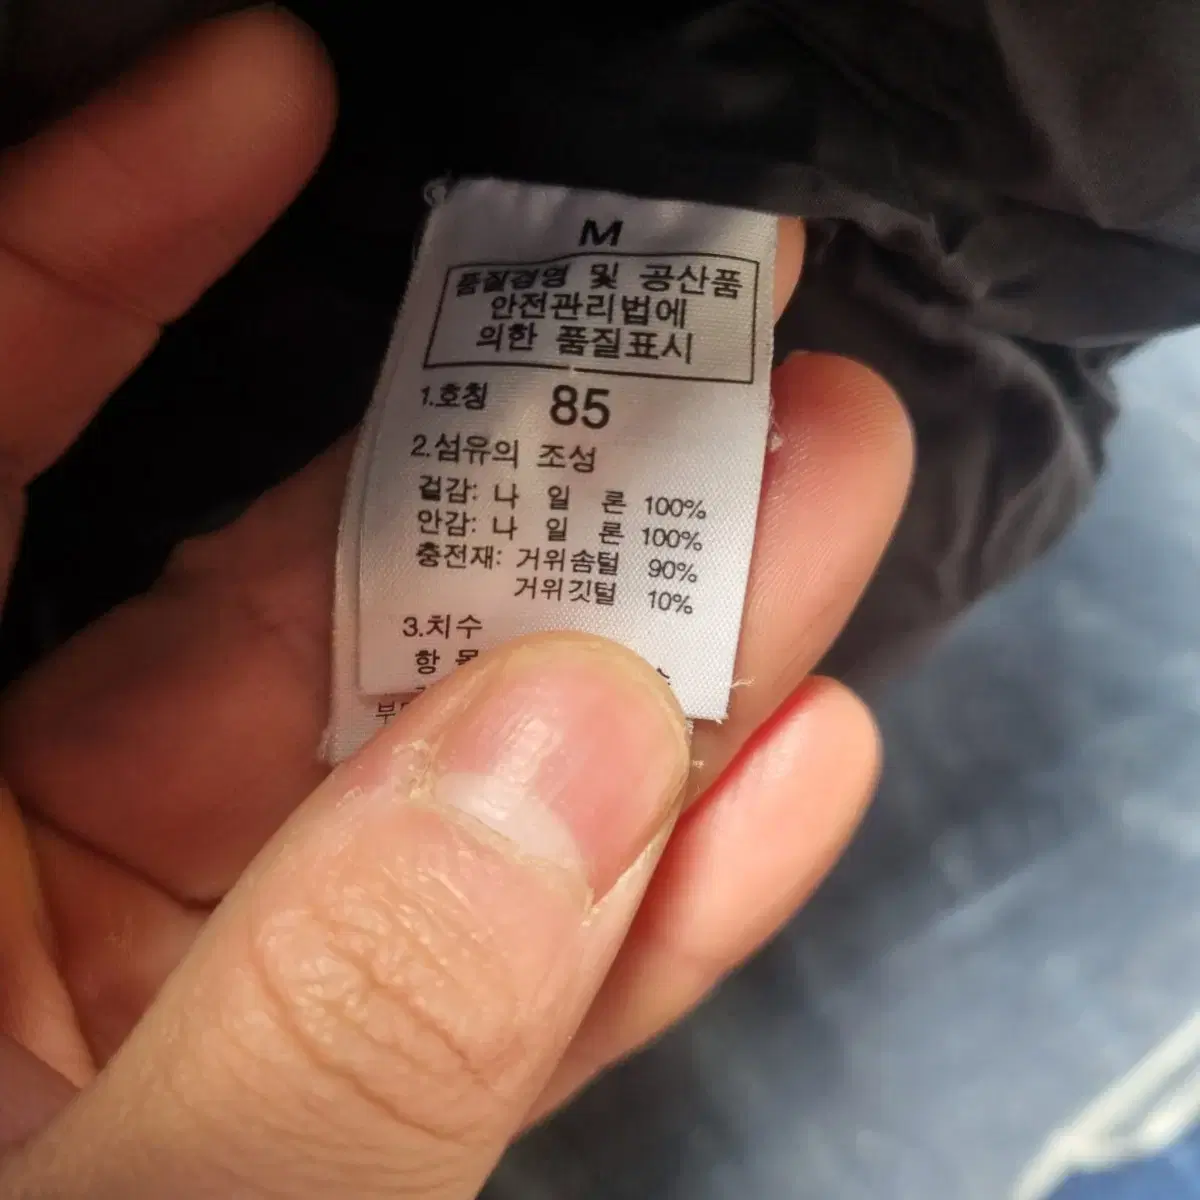 M
품질경영 및 공산품
안전관리법에
의한 품질표시
1.호칭 85
2.섬유의 조성
겉감: 나 일 론 100%
안감: 나 일 론 100%
충전재: 거위솜털 90%
거위깃털 10%
3.치수
항